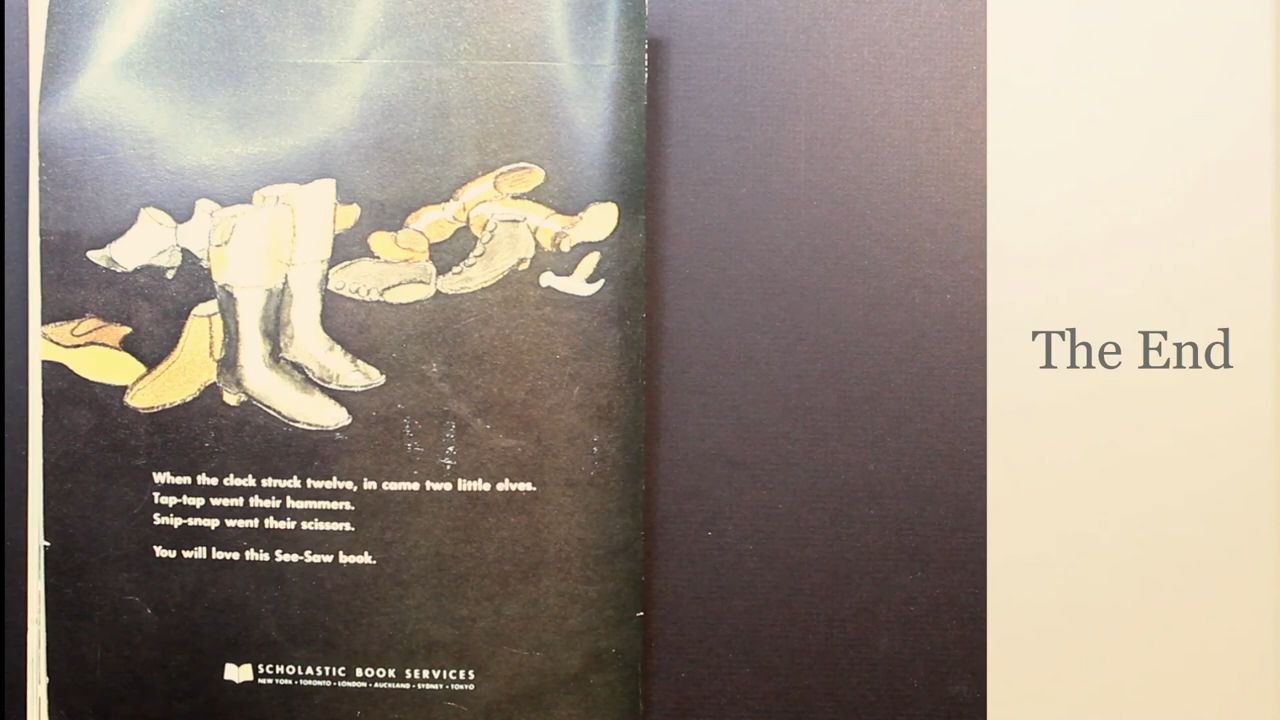 When the clock struck twelve, in came two little elves.
Tap-tap went their hammers.
Snip-snap went their scissors.
You will love this See-Saw book.
SCHOLASTIC BOOK SERVICES
NEW YORK • TORONTO • LONDON • AUCKLAND • SYDNEY • TOKYO
The End